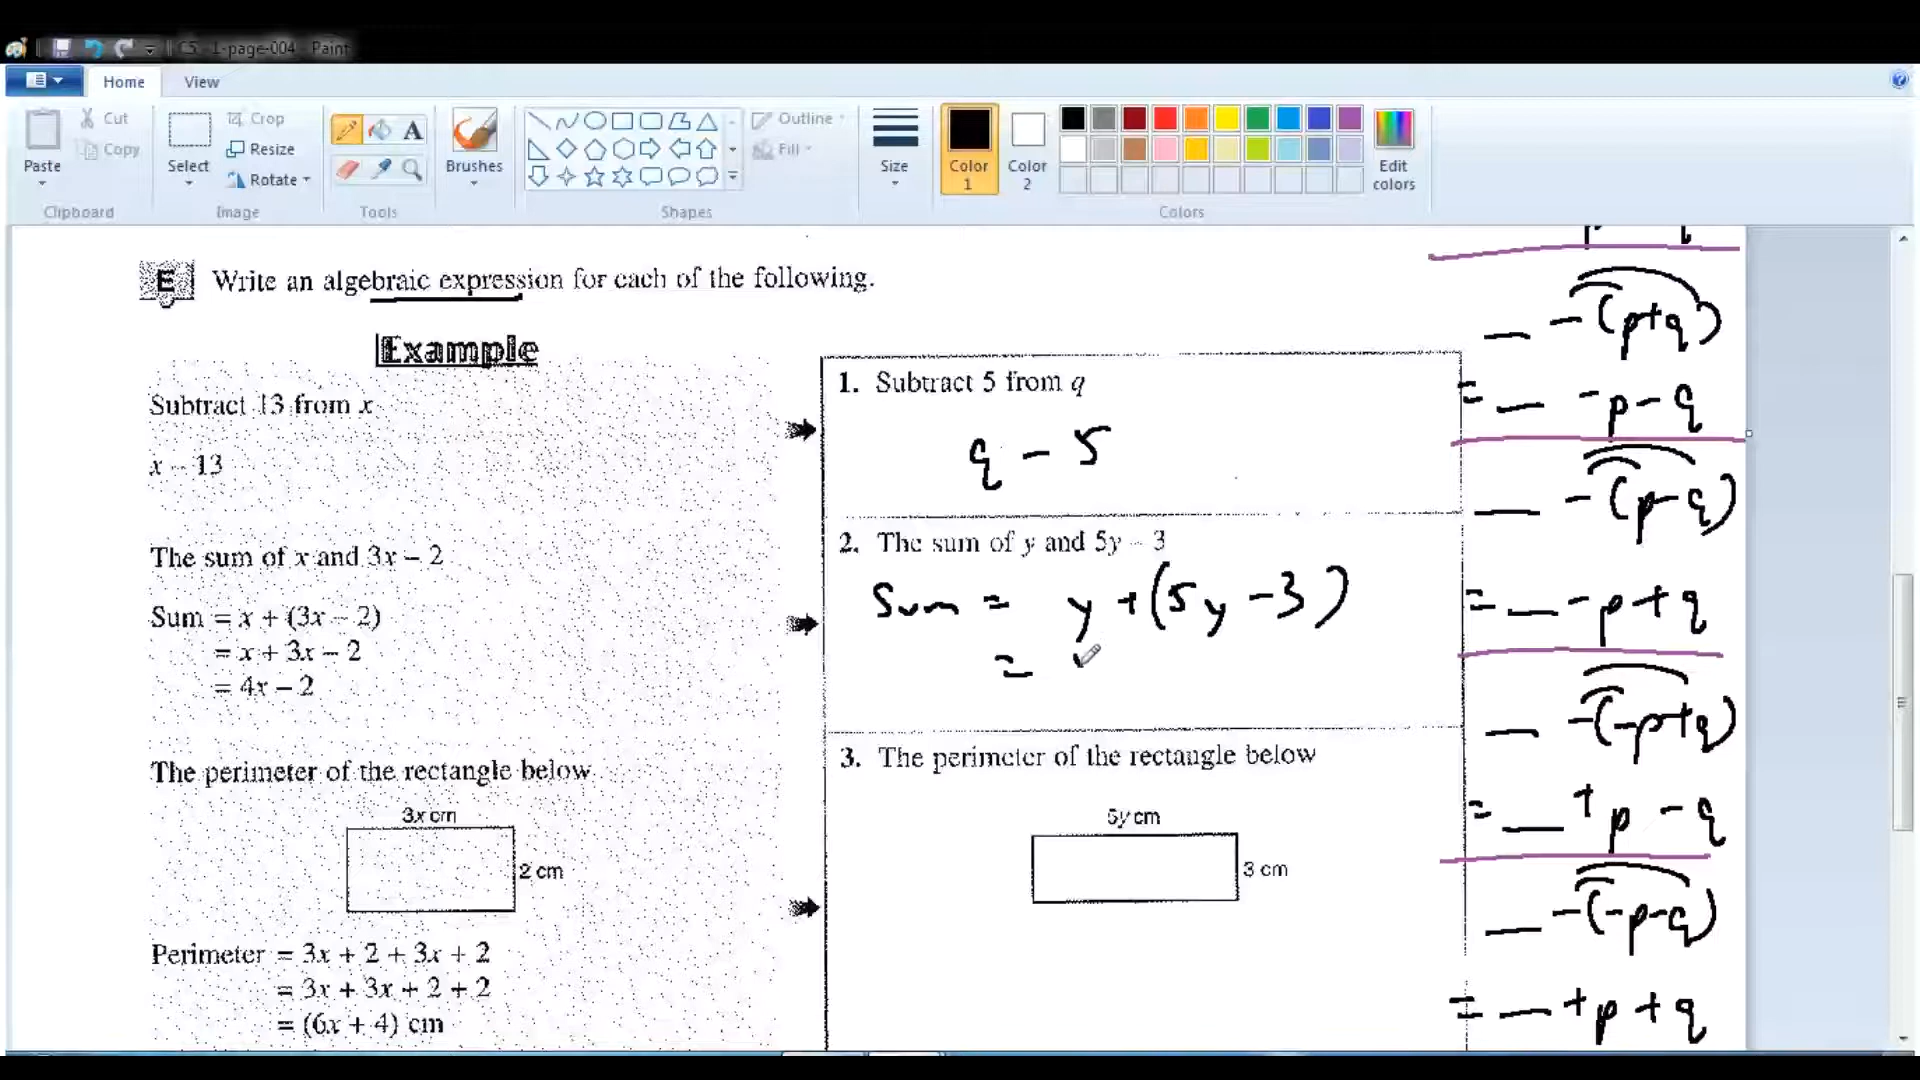 C5 - 1-page-004 - Paint
Home View
Paste
Cut
Copy
Clipboard
Select
Crop
Resize
Rotate
Image
A
Tools
Brushes
Shapes
Outline
Fill
Size
Color 1
Color 2
Edit colors
Colors
E Write an algebraic expression for each of the following.
Example
Subtract 13 from x
x - 13
The sum of x and 3x - 2
Sum = x + (3x - 2)
= x + 3x - 2
= 4x - 2
The perimeter of the rectangle below
3x cm
2 cm
Perimeter = 3x + 2 + 3x + 2
= 3x + 3x + 2 + 2
= (6x + 4) cm
1. Subtract 5 from q
q - 5
2. The sum of y and 5y - 3
Sum = y + (5y - 3)
=
3. The perimeter of the rectangle below
5y cm
3 cm
— -(p+q)
= — -p-q
— -(p-q)
= — -p+q
— -(-p+q)
= — +p-q
— -(-p-q)
= — +p+q